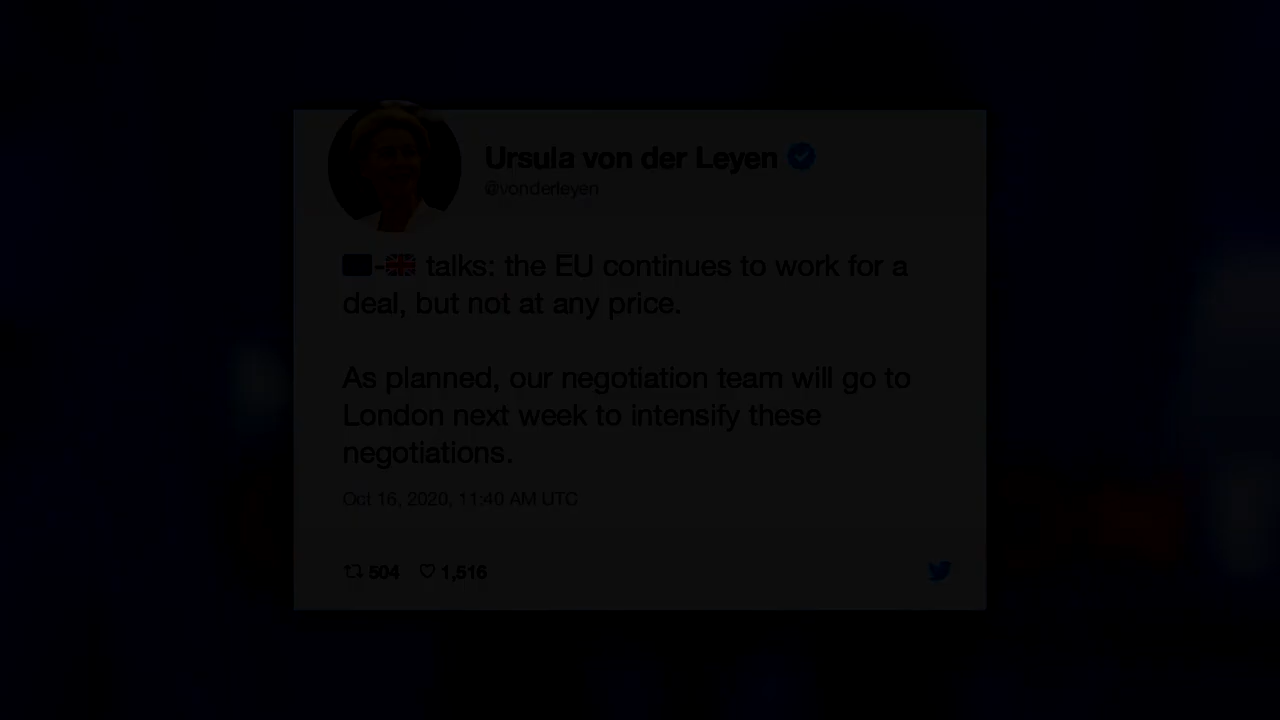 Ursula von der Leyen
@vonderleyen
🇪🇺-🇬🇧 talks: the EU continues to work for a
deal, but not at any price.
As planned, our negotiation team will go to
London next week to intensify these
negotiations.
Oct 16, 2020, 11:40 AM UTC
504 1,516